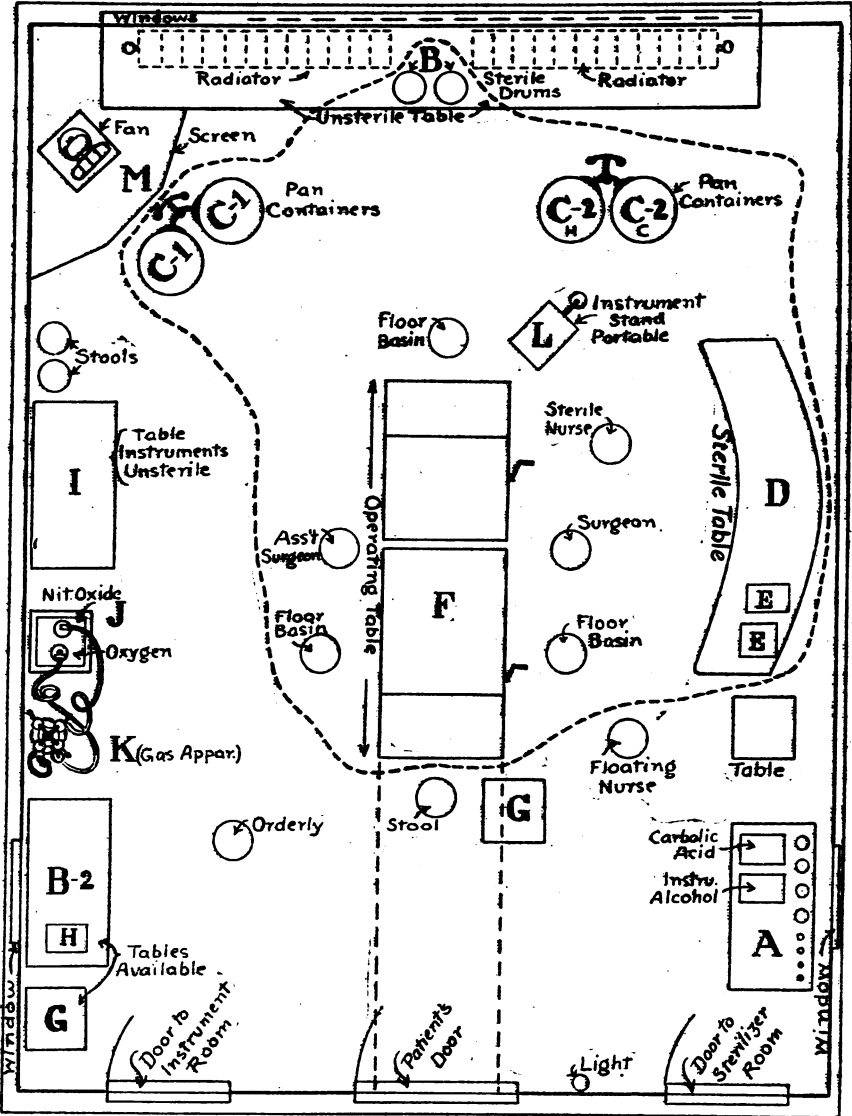 Windows
B
Radiator
Sterile
Drums
Radiator
Unsterile Table
Fan
Screen
M
C-1
C-1
Pan
Containers
C-2
H
C-2
C
Pan
Containers
Floor
Basin
L
Instrument
Stand
Portable
Stools
Table
Instruments
Unsterile
I
Sterile
Nurse
Sterile Table
D
Operating Table
Ass't
Surgeon
Surgeon
F
E
E
Nit. Oxide
J
Oxygen
Floor
Basin
Floor
Basin
K (Gas Appar.)
Floating
Nurse
Table
Orderly
Stool
G
B-2
H
Tables
Available
G
Carbolic
Acid
Instru.
Alcohol
A
Window
Window
Door to
Instrument
Room
Patient's
Door
Light
Door to
Sterilizer
Room